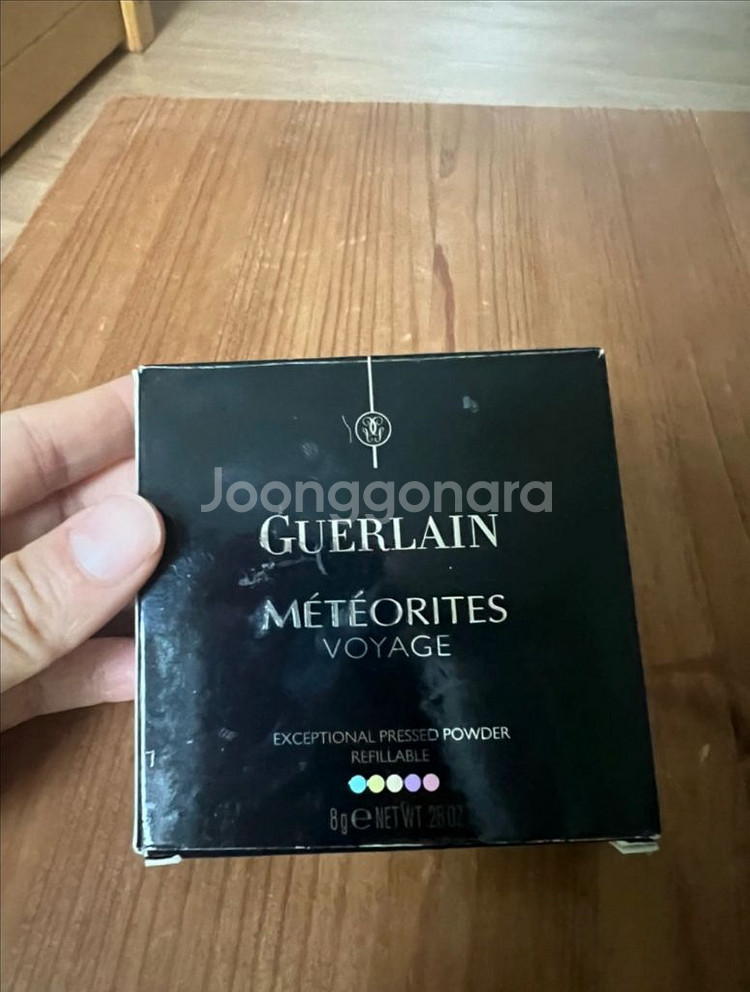 Joonggonara
GUERLAIN
MÉTÉORITES
VOYAGE
EXCEPTIONAL PRESSED POWDER
REFILLABLE
8g e NET WT .28 OZ